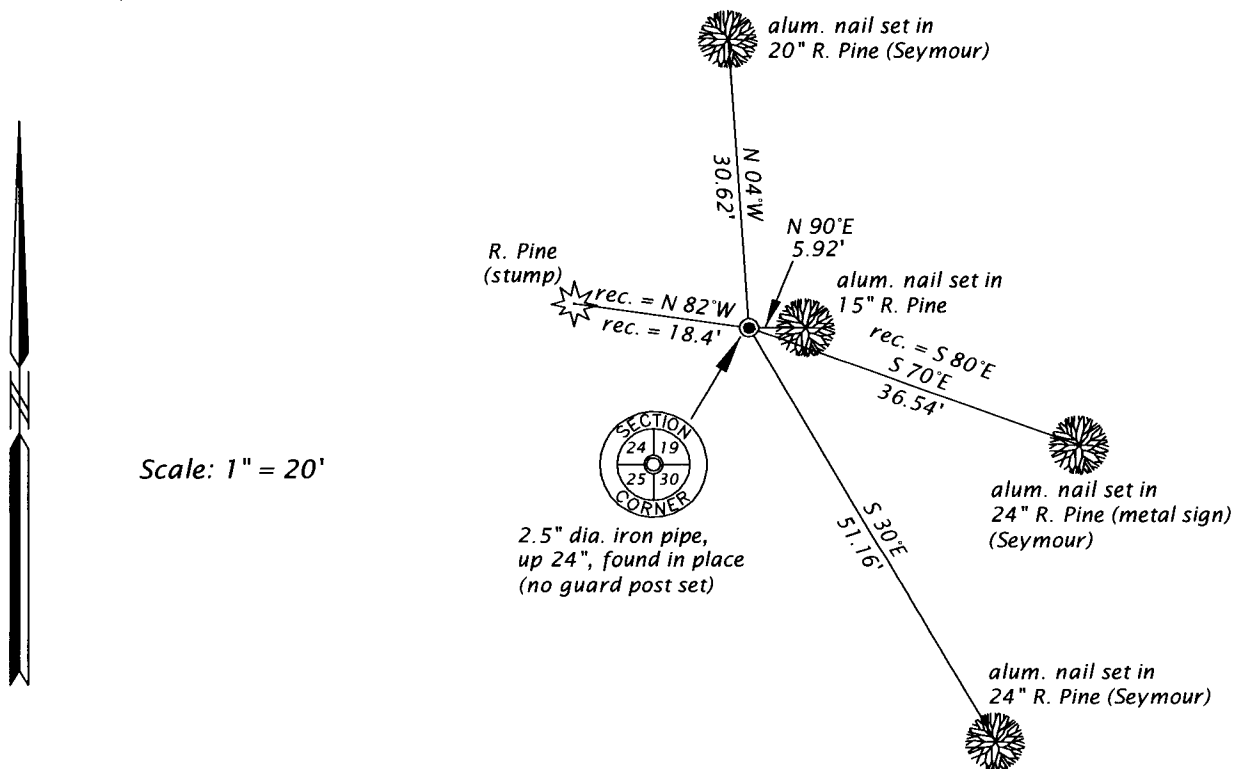 alum. nail set in
20" R. Pine (Seymour)
N 04°W
30.62'
N 90°E
5.92'
R. Pine
(stump)
rec. = N 82°W
rec. = 18.4'
alum. nail set in
15" R. Pine
rec. = S 80°E
S 70°E
36.54'
SECTION
24 19
25 30
CORNER
Scale: 1" = 20'
2.5" dia. iron pipe,
up 24", found in place
(no guard post set)
alum. nail set in
24" R. Pine (metal sign)
(Seymour)
S 30°E
51.16'
alum. nail set in
24" R. Pine (Seymour)